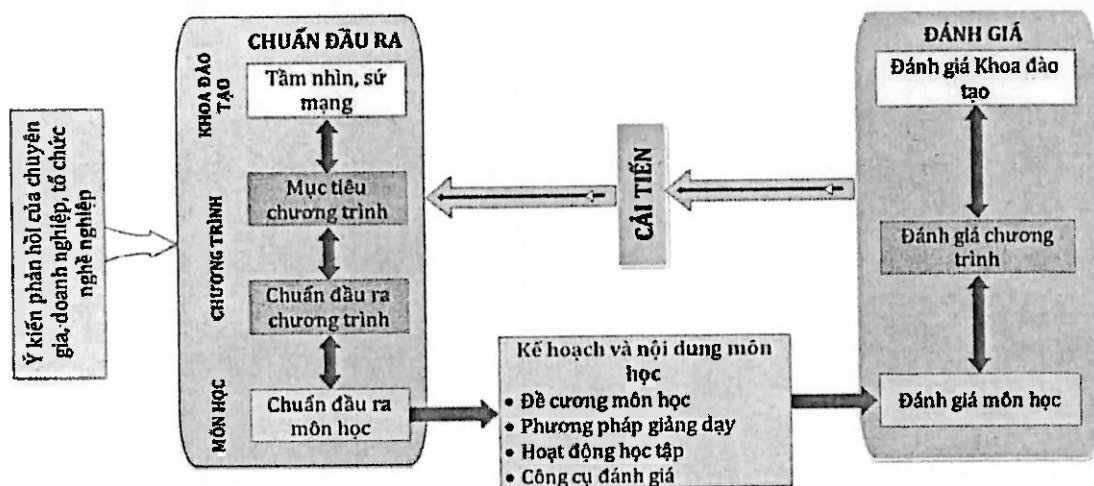 Ý kiến phản hồi của chuyên
gia, doanh nghiệp, tổ chức
nghề nghiệp
KHOA ĐÀO
TẠO
CHƯƠNG TRÌNH
MÔN HỌC
CHUẨN ĐẦU RA
Tầm nhìn, sứ
mạng
Mục tiêu
chương trình
Chuẩn đầu ra
chương trình
Chuẩn đầu ra
môn học
CẢI TIẾN
Kế hoạch và nội dung môn
học
• Đề cương môn học
• Phương pháp giảng dạy
• Hoạt động học tập
• Công cụ đánh giá
ĐÁNH GIÁ
Đánh giá Khoa đào
tạo
Đánh giá chương
trình
Đánh giá môn học